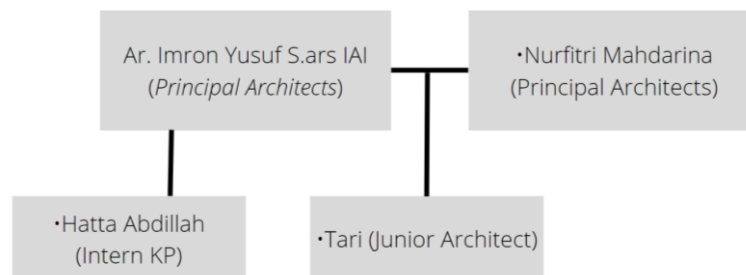 Ar. Imron Yusuf S.ars IAI
(Principal Architects)
•Nurfitri Mahdarina
(Principal Architects)
•Hatta Abdillah
(Intern KP)
•Tari (Junior Architect)